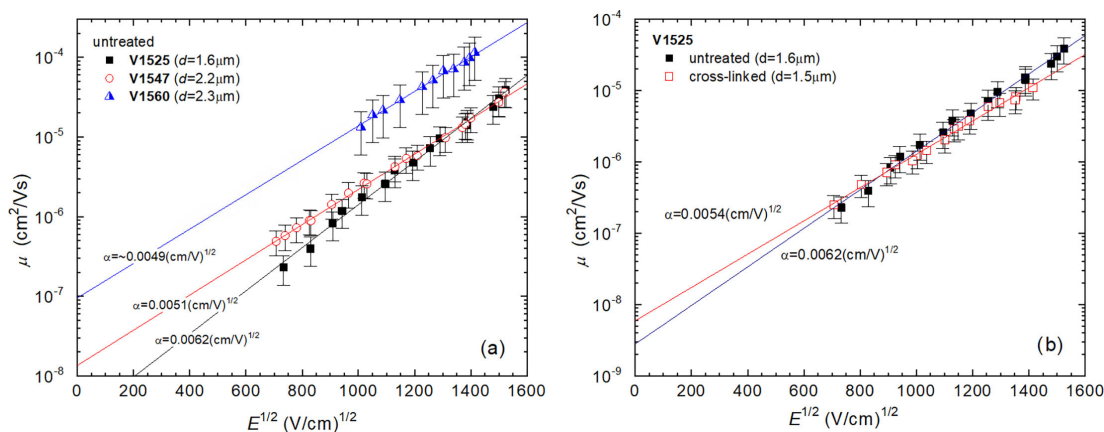 untreated
V1525 (d=1.6μm)
V1547 (d=2.2μm)
V1560 (d=2.3μm)
10⁻⁴
10⁻⁵
10⁻⁶
10⁻⁷
10⁻⁸
μ (cm²/Vs)
α=~0.0049(cm/V)¹/²
α=0.0051(cm/V)¹/²
α=0.0062(cm/V)¹/²
(a)
0 200 400 600 800 1000 1200 1400 1600
E¹/² (V/cm)¹/²
V1525
untreated (d=1.6μm)
cross-linked (d=1.5μm)
10⁻⁴
10⁻⁵
10⁻⁶
10⁻⁷
10⁻⁸
10⁻⁹
μ (cm²/Vs)
α=0.0054(cm/V)¹/²
α=0.0062(cm/V)¹/²
(b)
0 200 400 600 800 1000 1200 1400 1600
E¹/² (V/cm)¹/²